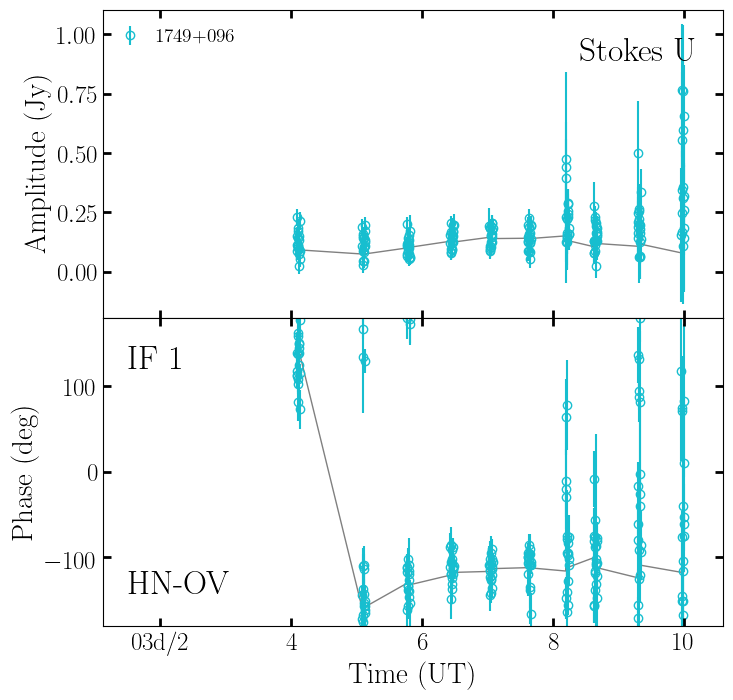 1749+096
Stokes U
1.00
0.75
0.50
0.25
0.00
Amplitude (Jy)
IF 1
HN-OV
100
0
−100
Phase (deg)
03d/2
4
6
8
10
Time (UT)